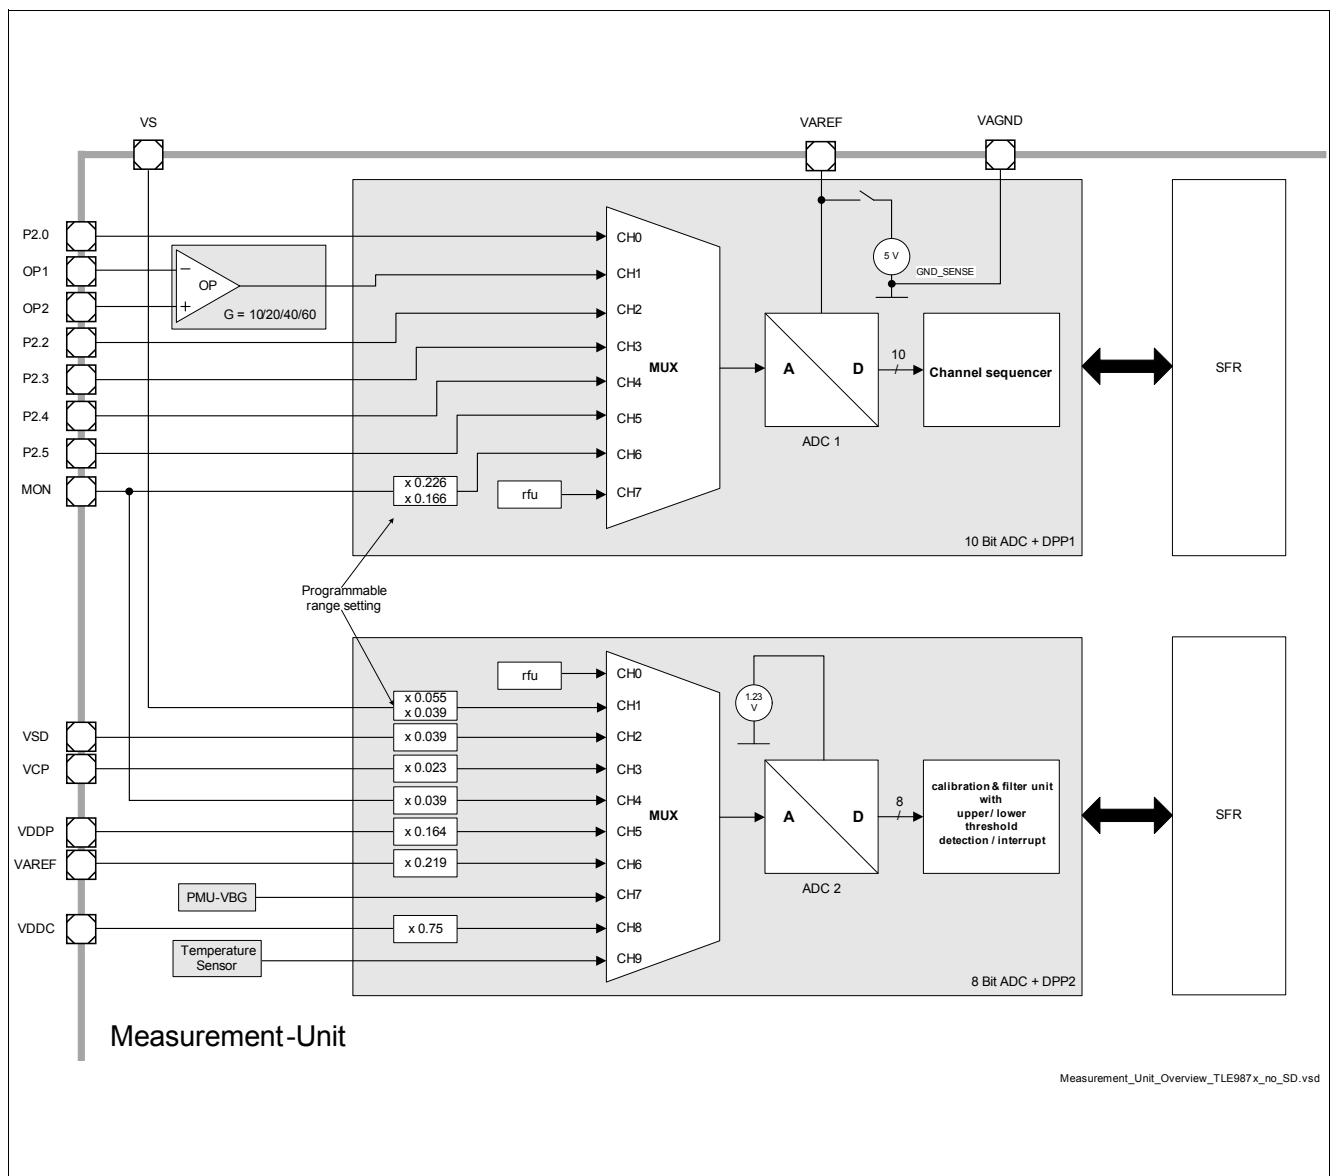 VS
VAREF
VAGND
P2.0
OP1
OP2
P2.2
P2.3
P2.4
P2.5
MON
OP
G = 10/20/40/60
x 0.226
x 0.166
rfu
CH0
CH1
CH2
CH3
CH4
CH5
CH6
CH7
MUX
5 V
GND_SENSE
A
D
ADC 1
10
Channel sequencer
SFR
10 Bit ADC + DPP1
Programmable
range setting
VSD
VCP
VDDP
VAREF
VDDC
PMU-VBG
Temperature
Sensor
x 0.055
x 0.039
x 0.039
x 0.023
x 0.039
x 0.164
x 0.219
x 0.75
rfu
CH0
CH1
CH2
CH3
CH4
CH5
CH6
CH7
CH8
CH9
MUX
1.23
V
A
D
ADC 2
8
calibration & filter unit
with
upper / lower
threshold
detection / interrupt
SFR
8 Bit ADC + DPP2
Measurement-Unit
Measurement_Unit_Overview_TLE987x_no_SD.vsd